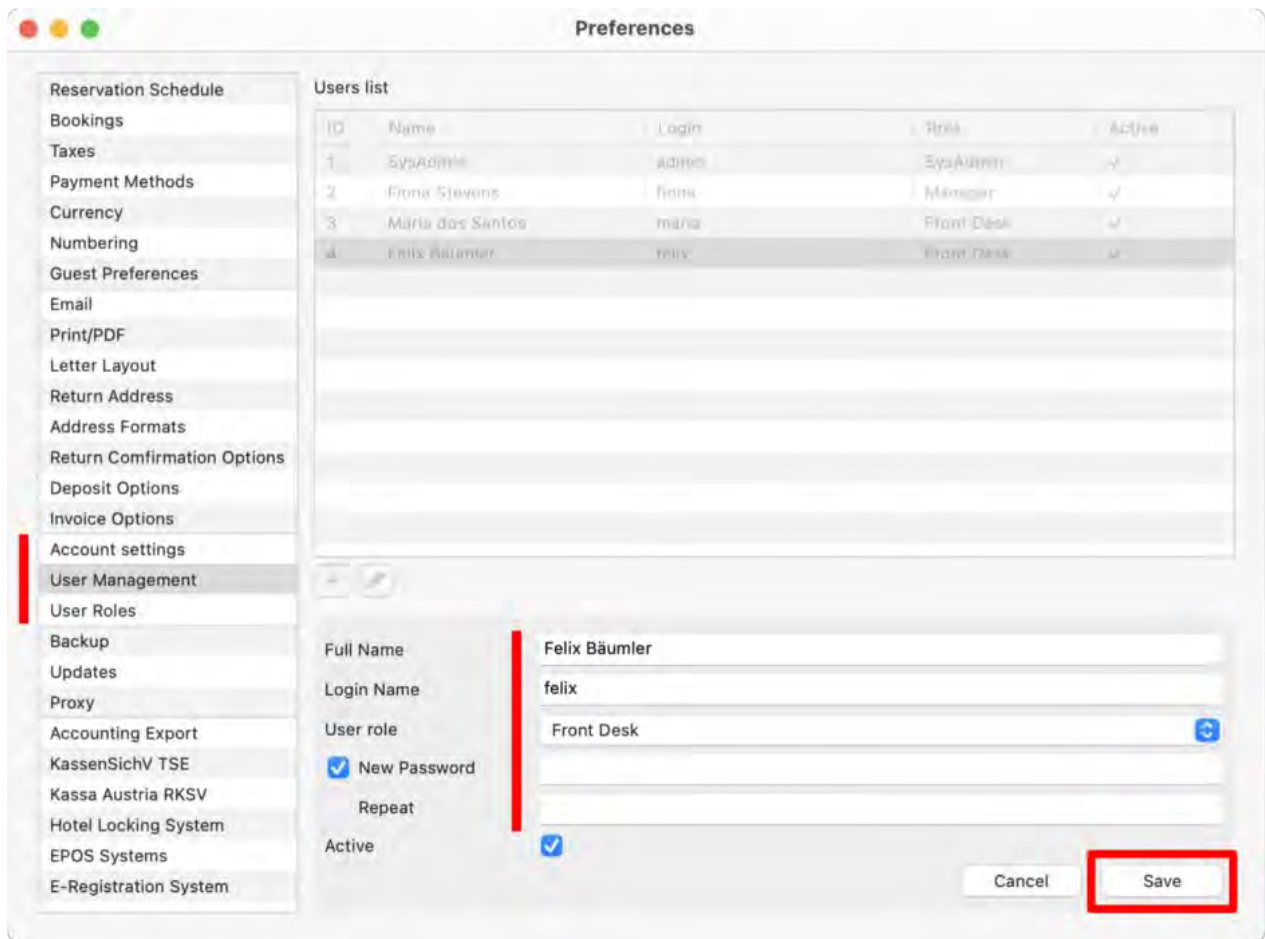 Preferences
Reservation Schedule
Bookings
Taxes
Payment Methods
Currency
Numbering
Guest Preferences
Email
Print/PDF
Letter Layout
Return Address
Address Formats
Return Comfirmation Options
Deposit Options
Invoice Options
Account settings
User Management
User Roles
Backup
Updates
Proxy
Accounting Export
KassenSichV TSE
Kassa Austria RKSV
Hotel Locking System
EPOS Systems
E-Registration System
Users list
ID Name Login Role Active
1 SysAdmin admin SysAdmin
2 Fiona Stevens fiona Manager
3 Maria dos Santos maria Front Desk
4 Felix Bäumler felix Front Desk
Full Name Felix Bäumler
Login Name felix
User role Front Desk
New Password
Repeat
Active
Cancel Save